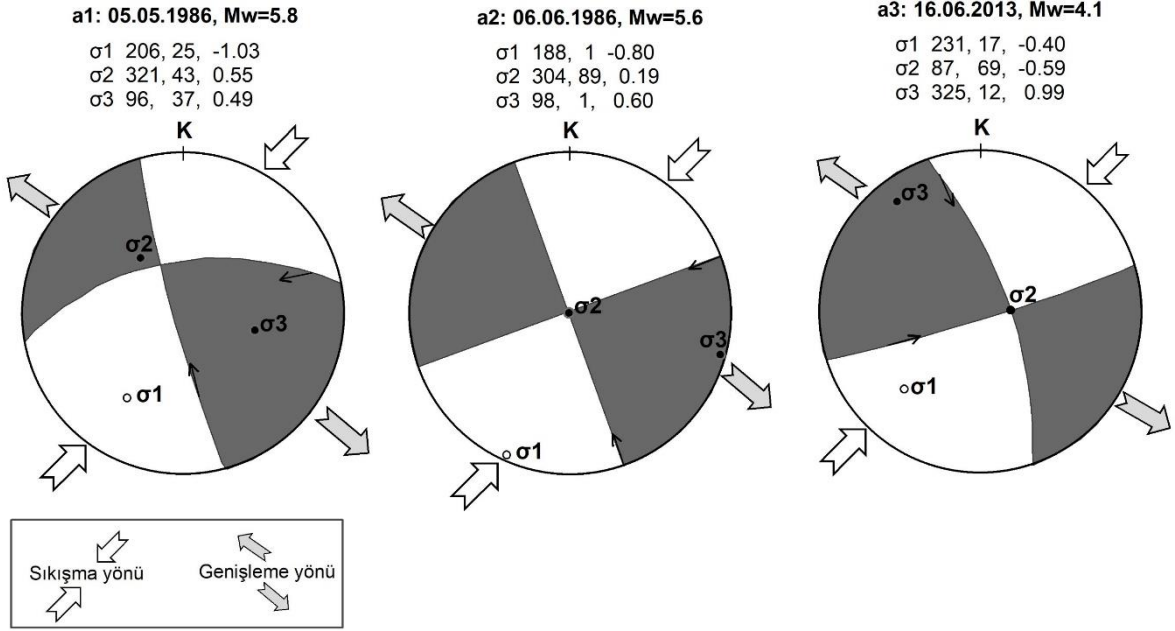 a1: 05.05.1986, Mw=5.8
σ1 206, 25, -1.03
σ2 321, 43, 0.55
σ3 96, 37, 0.49
K
σ2
σ3
σ1
a2: 06.06.1986, Mw=5.6
σ1 188, 1 -0.80
σ2 304, 89, 0.19
σ3 98, 1, 0.60
K
σ2
σ3
σ1
a3: 16.06.2013, Mw=4.1
σ1 231, 17, -0.40
σ2 87, 69, -0.59
σ3 325, 12, 0.99
K
σ3
σ2
σ1
Sıkışma yönü
Genişleme yönü